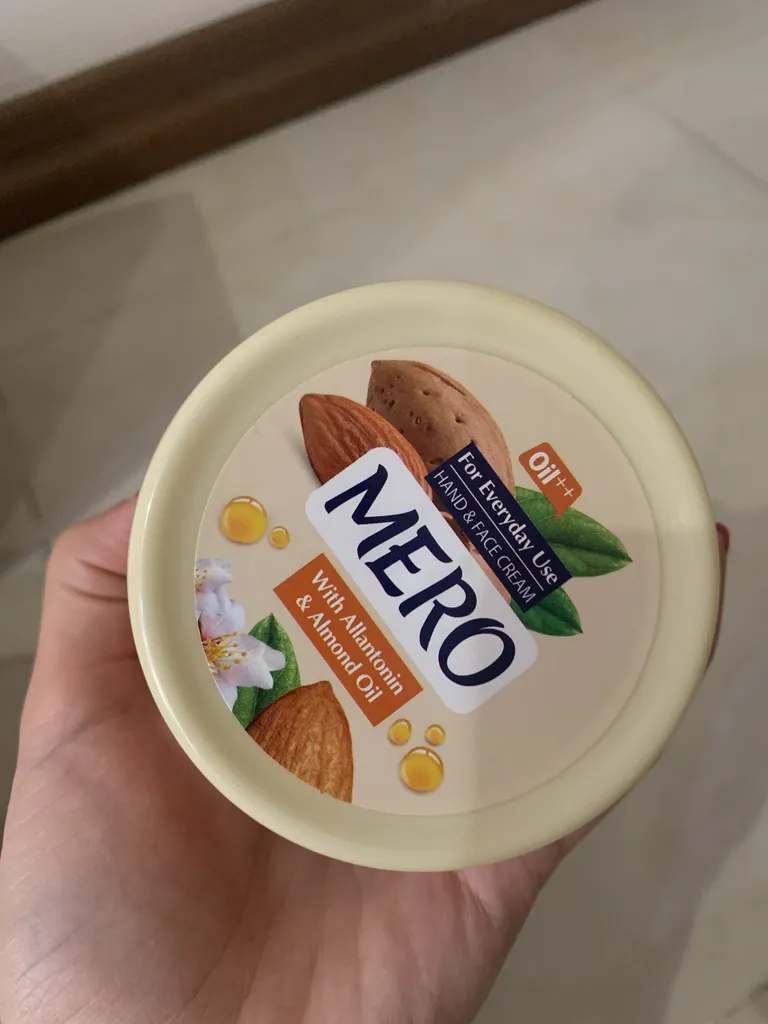 Oil++
For Everyday Use
HAND & FACE CREAM
MERO
With Allantonin
& Almond Oil